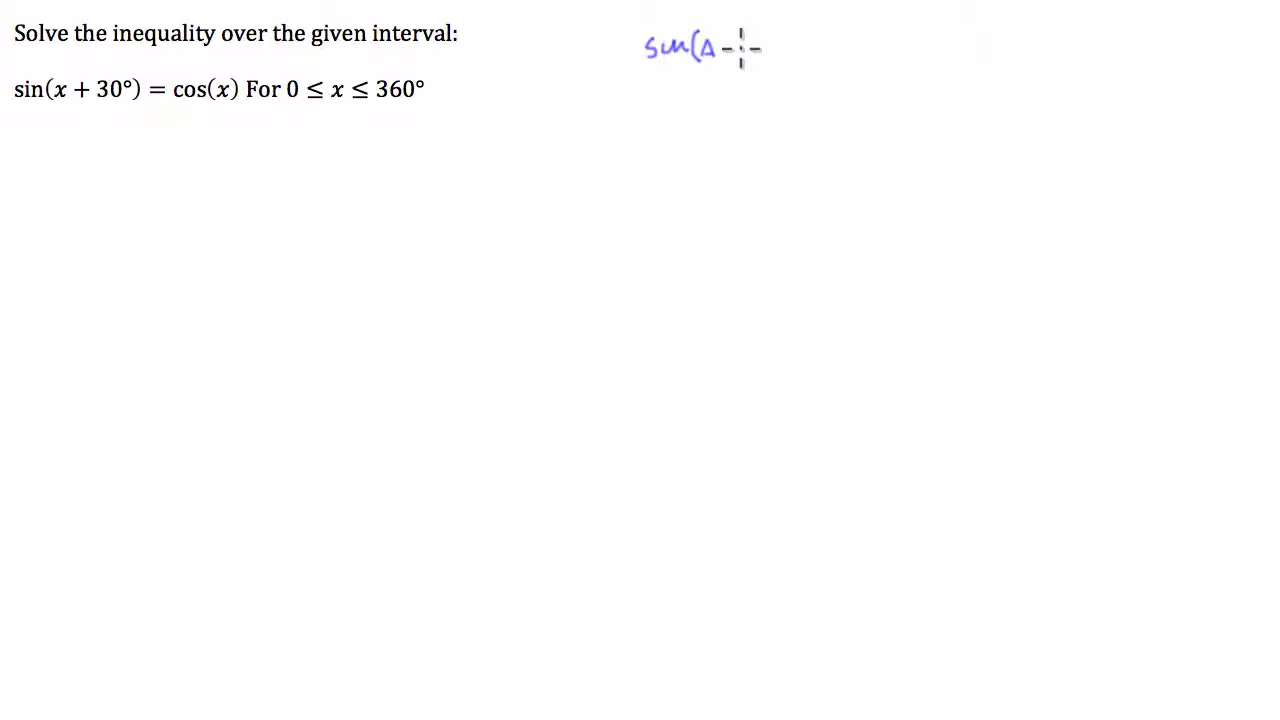 Solve the inequality over the given interval:
sin(x + 30°) = cos(x) For 0 ≤ x ≤ 360°
sin(A